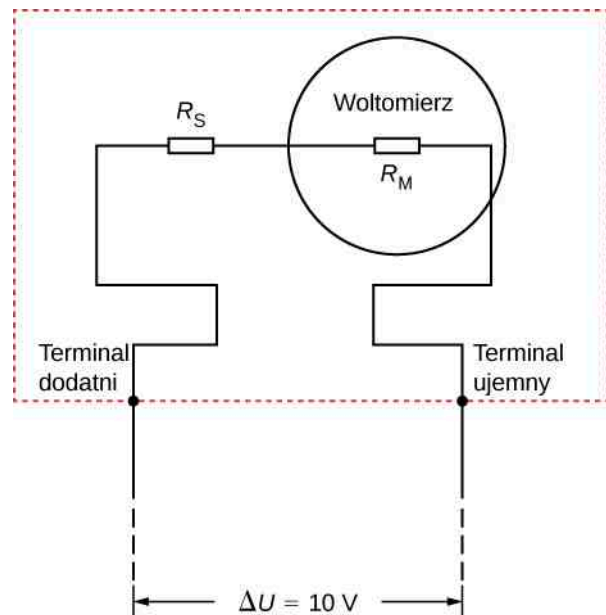 Woltomierz
R_S
R_M
Terminal
dodatni
Terminal
ujemny
ΔU = 10 V